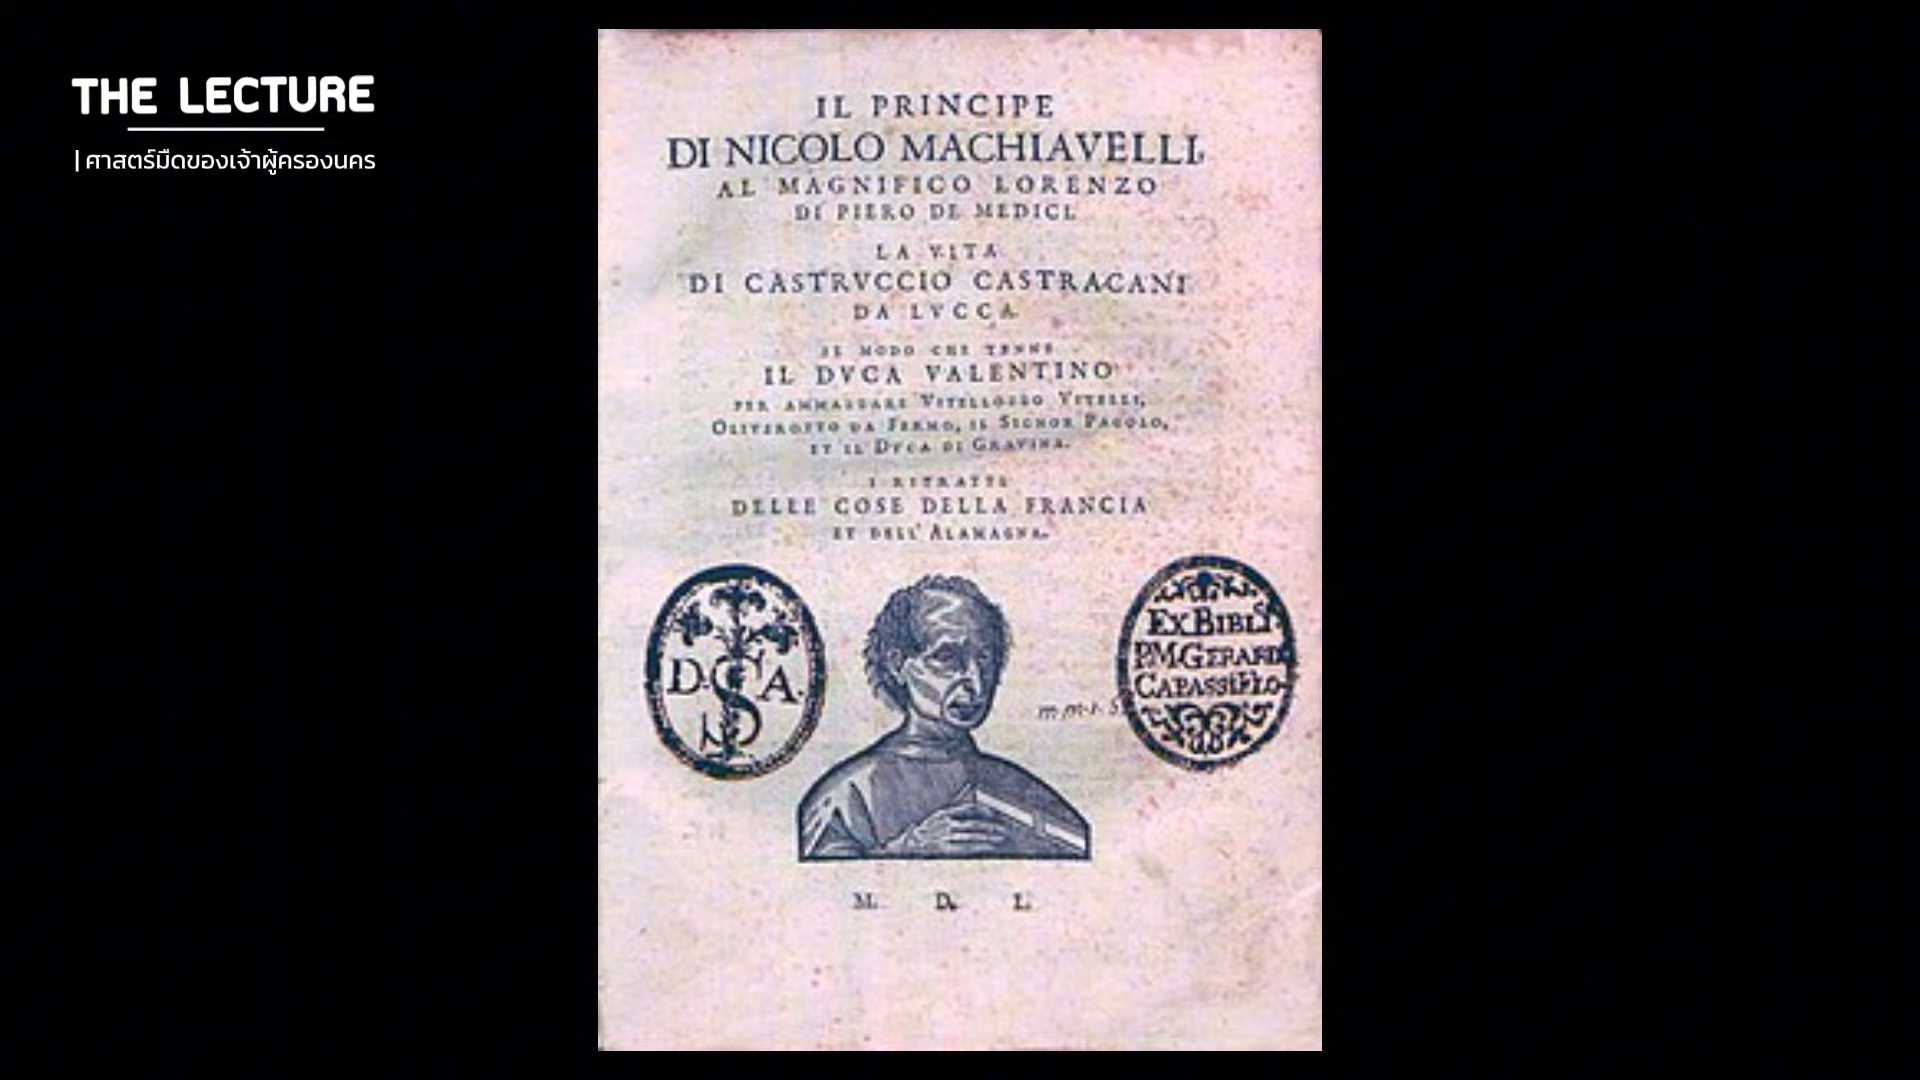 THE LECTURE
| ศาสตร์มืดของเจ้าผู้ครองนคร
IL PRINCIPE
DI NICOLO MACHIAVELLI,
AL MAGNIFICO LORENZO
DI PIERO DE MEDICI.
LA VITA
DI CASTRVCCIO CASTRACANI
DA LVCCA.
IL MODO CHE TENNE
IL DVCA VALENTINO
PER AMMAZZARE VITELLOZZO VITELLI,
OLIVEROTTO DA FERMO, IL SIGNOR PAGOLO,
ET IL DVCA DI GRAVINA.
I RITRATTI
DELLE COSE DELLA FRANCIA
ET DELL' ALAMAGNA.
D. S A.
EX BIBLI
P.M.GERARD
CAPASSI FLO
M. D. L.